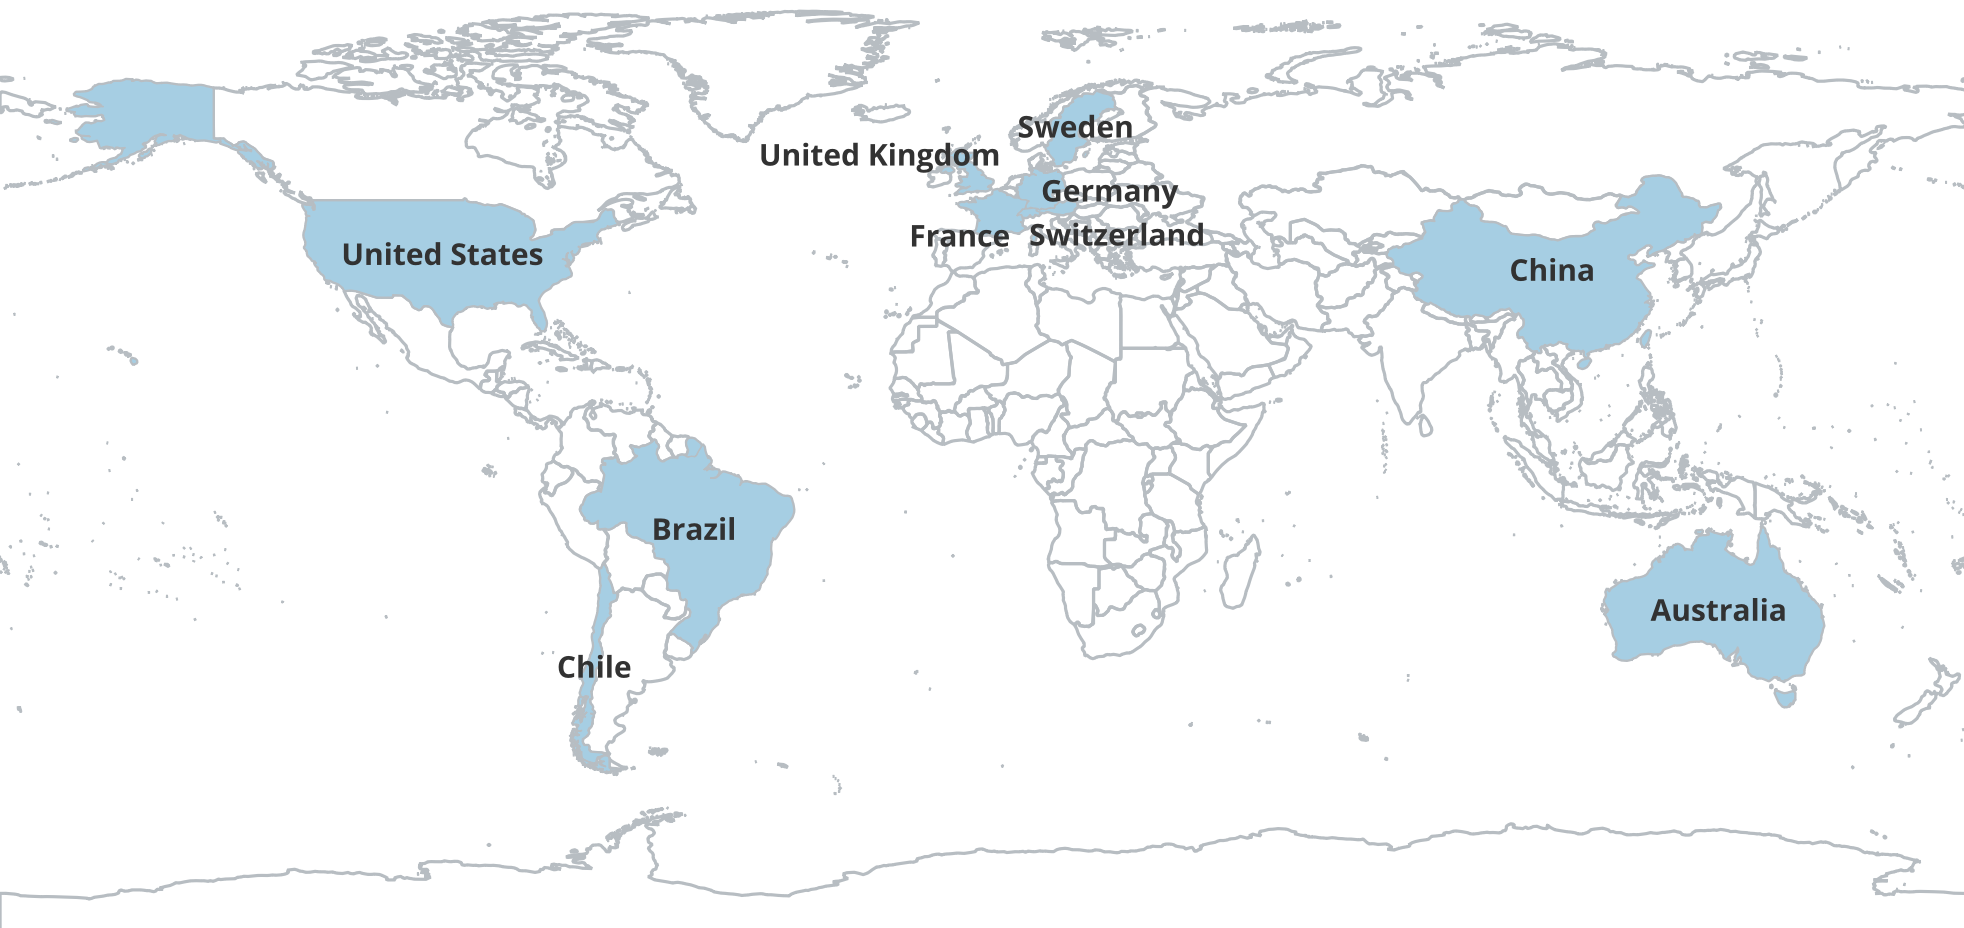 Sweden
United Kingdom
Germany
France
Switzerland
United States
China
Brazil
Australia
Chile